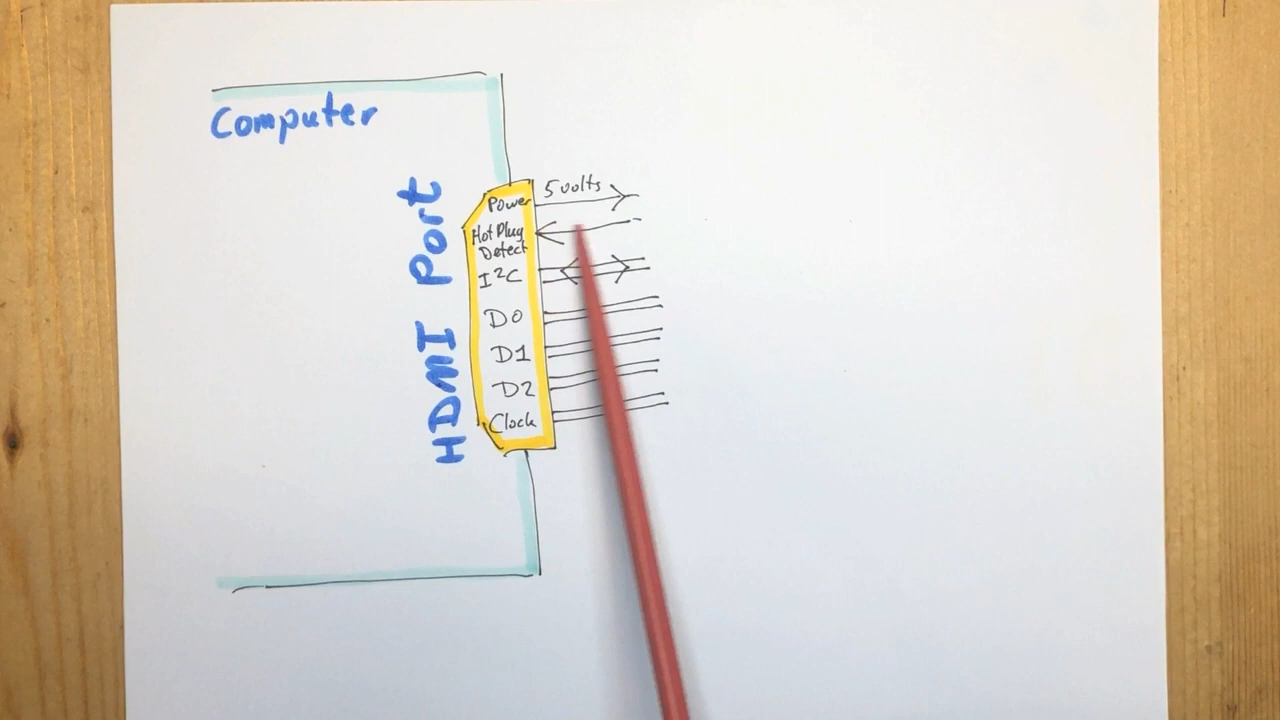 Computer
HDMI Port
5 volts
Power
Hot Plug
Detect
I²C
D0
D1
D2
Clock